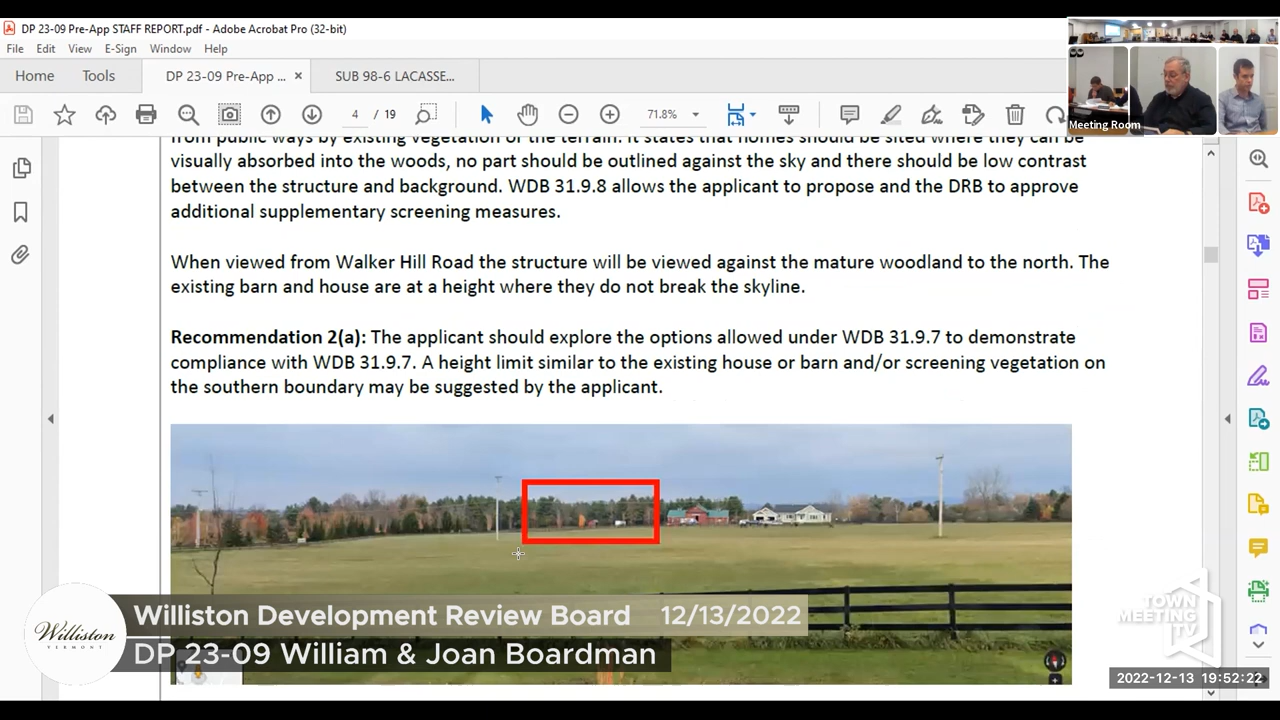 DP 23-09 Pre-App STAFF REPORT.pdf - Adobe Acrobat Pro (32-bit)
File Edit View E-Sign Window Help
Home Tools DP 23-09 Pre-App ... × SUB 98-6 LACASSE...
4 / 19 71.8%
Meeting Room
visually absorbed into the woods, no part should be outlined against the sky and there should be low contrast
between the structure and background. WDB 31.9.8 allows the applicant to propose and the DRB to approve
additional supplementary screening measures.
When viewed from Walker Hill Road the structure will be viewed against the mature woodland to the north. The
existing barn and house are at a height where they do not break the skyline.
Recommendation 2(a): The applicant should explore the options allowed under WDB 31.9.7 to demonstrate
compliance with WDB 31.9.7. A height limit similar to the existing house or barn and/or screening vegetation on
the southern boundary may be suggested by the applicant.
Williston Development Review Board 12/13/2022
DP 23-09 William & Joan Boardman
Williston
VERMONT
TOWN
MEETING
TV
2022-12-13 19:52:22